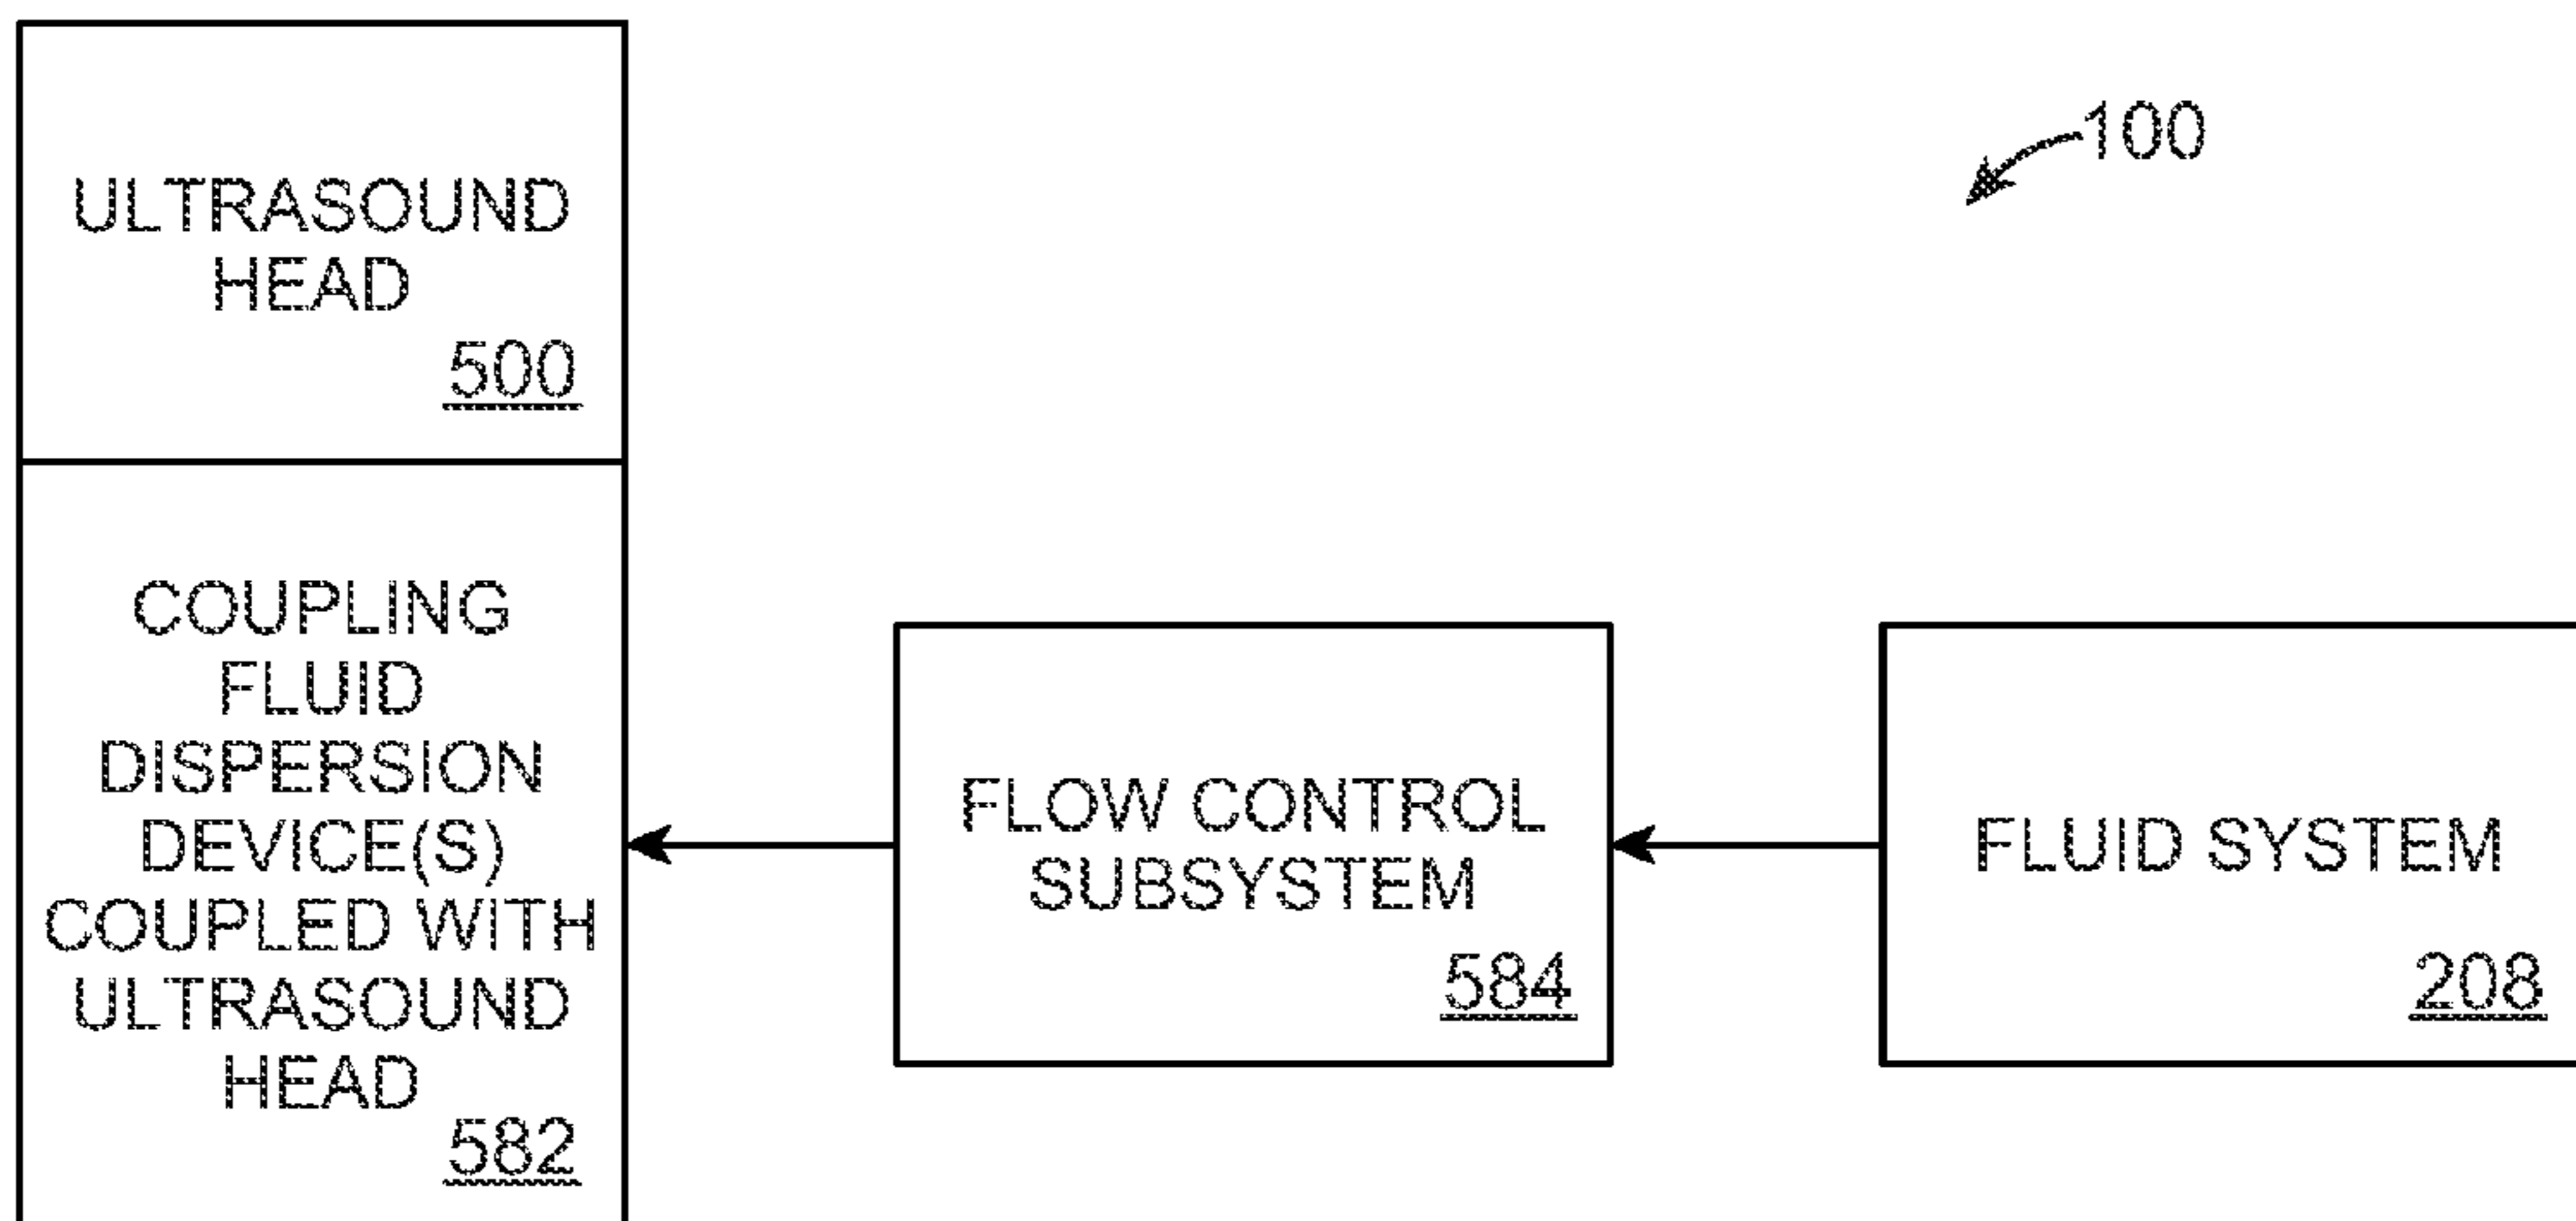 100
ULTRASOUND
HEAD
500
COUPLING
FLUID
DISPERSION
DEVICE(S)
COUPLED WITH
ULTRASOUND
HEAD
582
FLOW CONTROL
SUBSYSTEM
584
FLUID SYSTEM
208